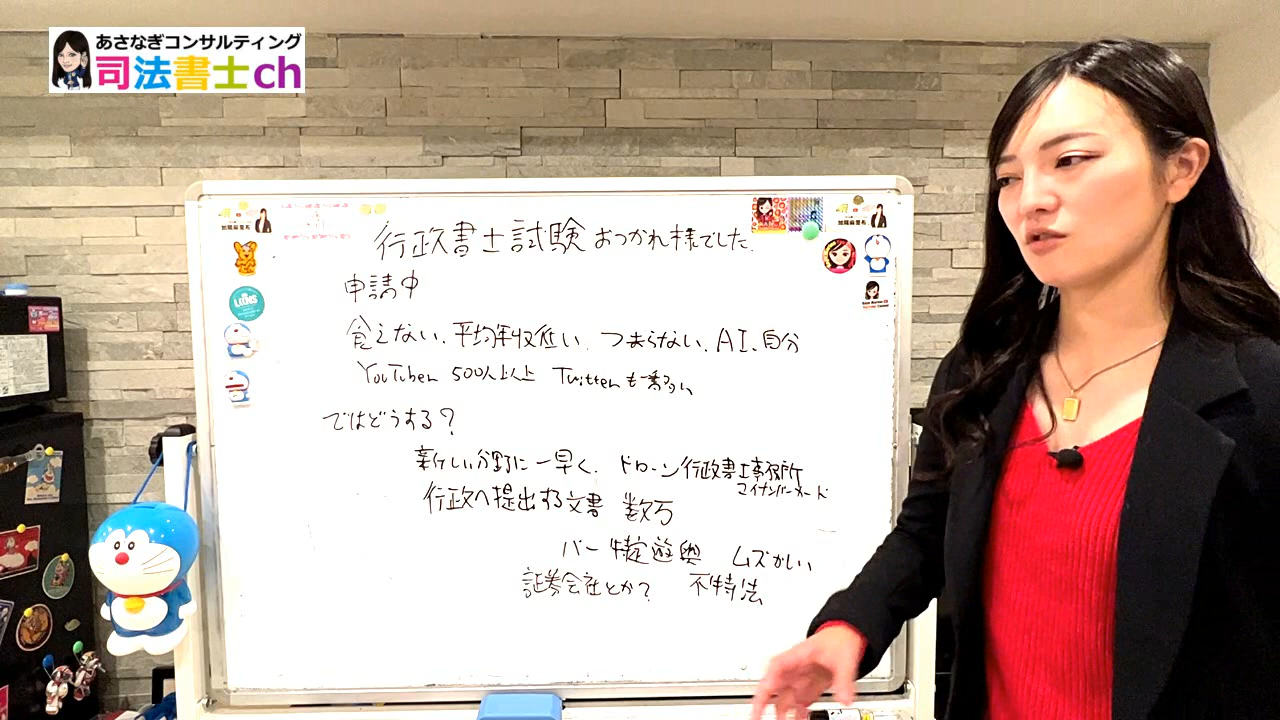 あさなぎコンサルティング
司法書士ch
行政書士試験おつかれ様でした.
申請中
食えない、平均年収低い、つまらない、AI、自分
YouTuber 500人以上 Twitterも含め
ではどうする?
新しい分野に一早く、ドローン行政書士事務所
マイナンバーカード
行政へ提出する文書 数万
バー 特定遊興 ムズかしい
証券会社とか? 不特法
LIONS